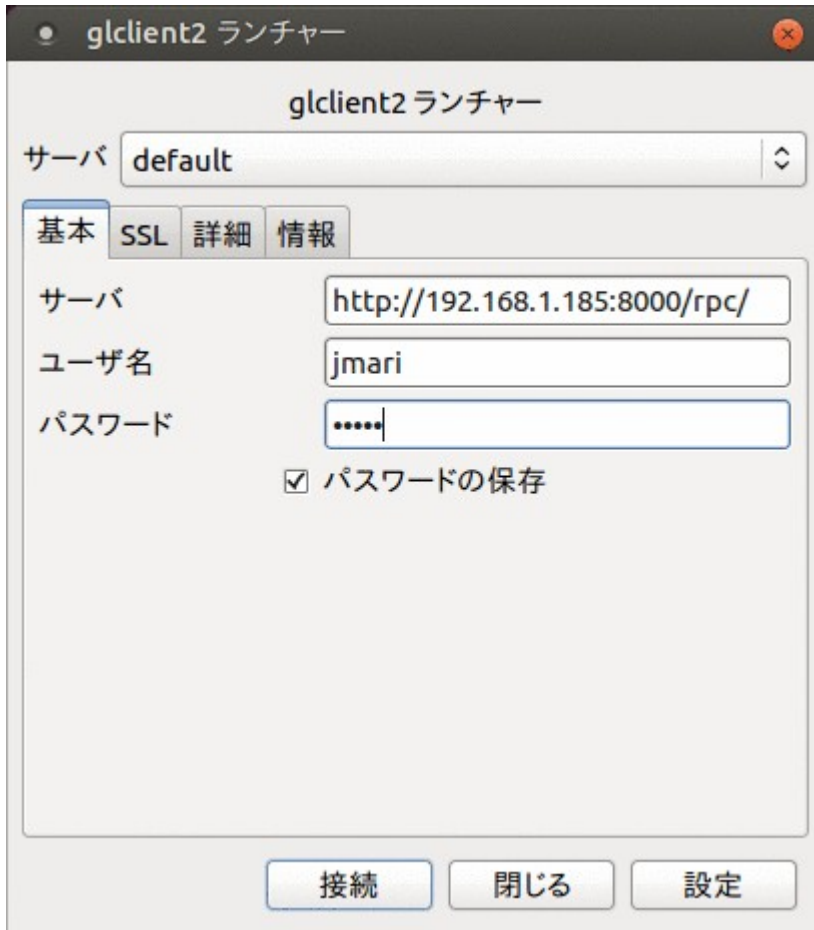 glclient2 ランチャー
glclient2 ランチャー
サーバ default
基本 SSL 詳細 情報
サーバ http://192.168.1.185:8000/rpc/
ユーザ名 jmari
パスワード •••••
パスワードの保存
接続 閉じる 設定